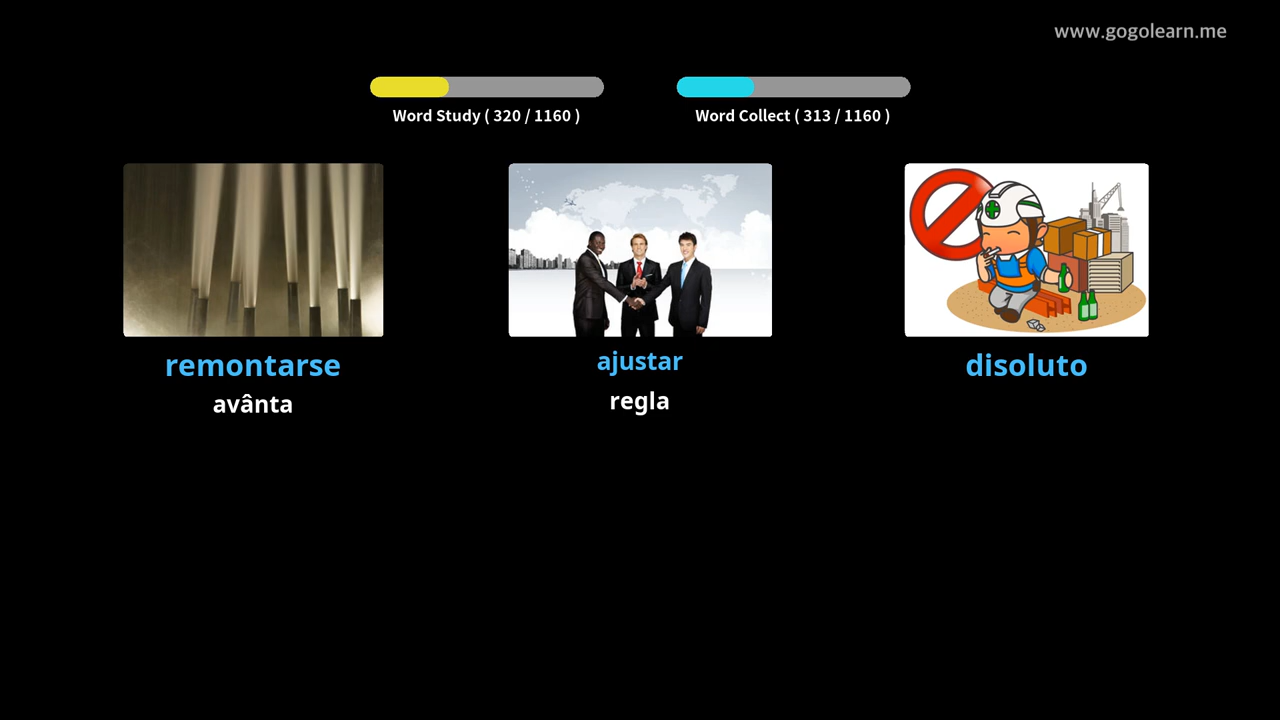 www.gogolearn.me
Word Study ( 320 / 1160 )
Word Collect ( 313 / 1160 )
remontarse
avânta
ajustar
regla
disoluto